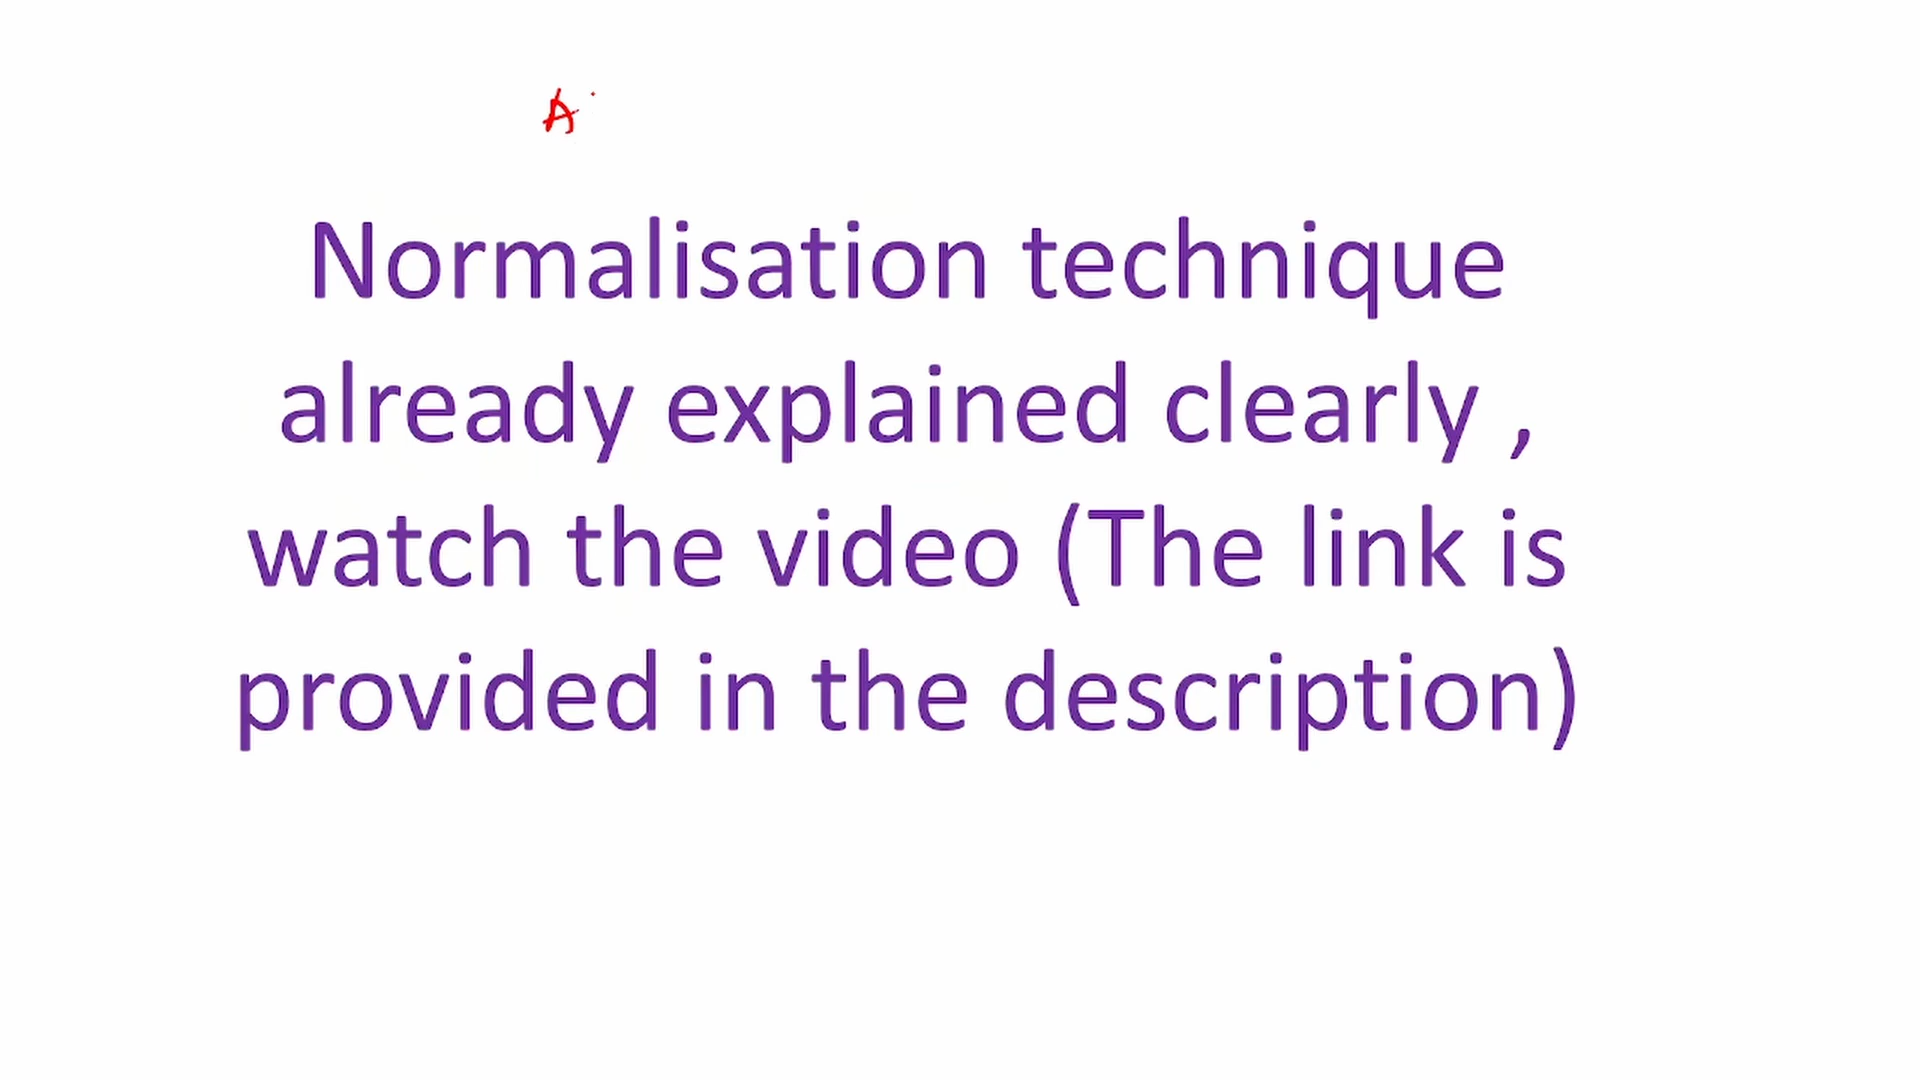 A
Normalisation technique
already explained clearly ,
watch the video (The link is
provided in the description)